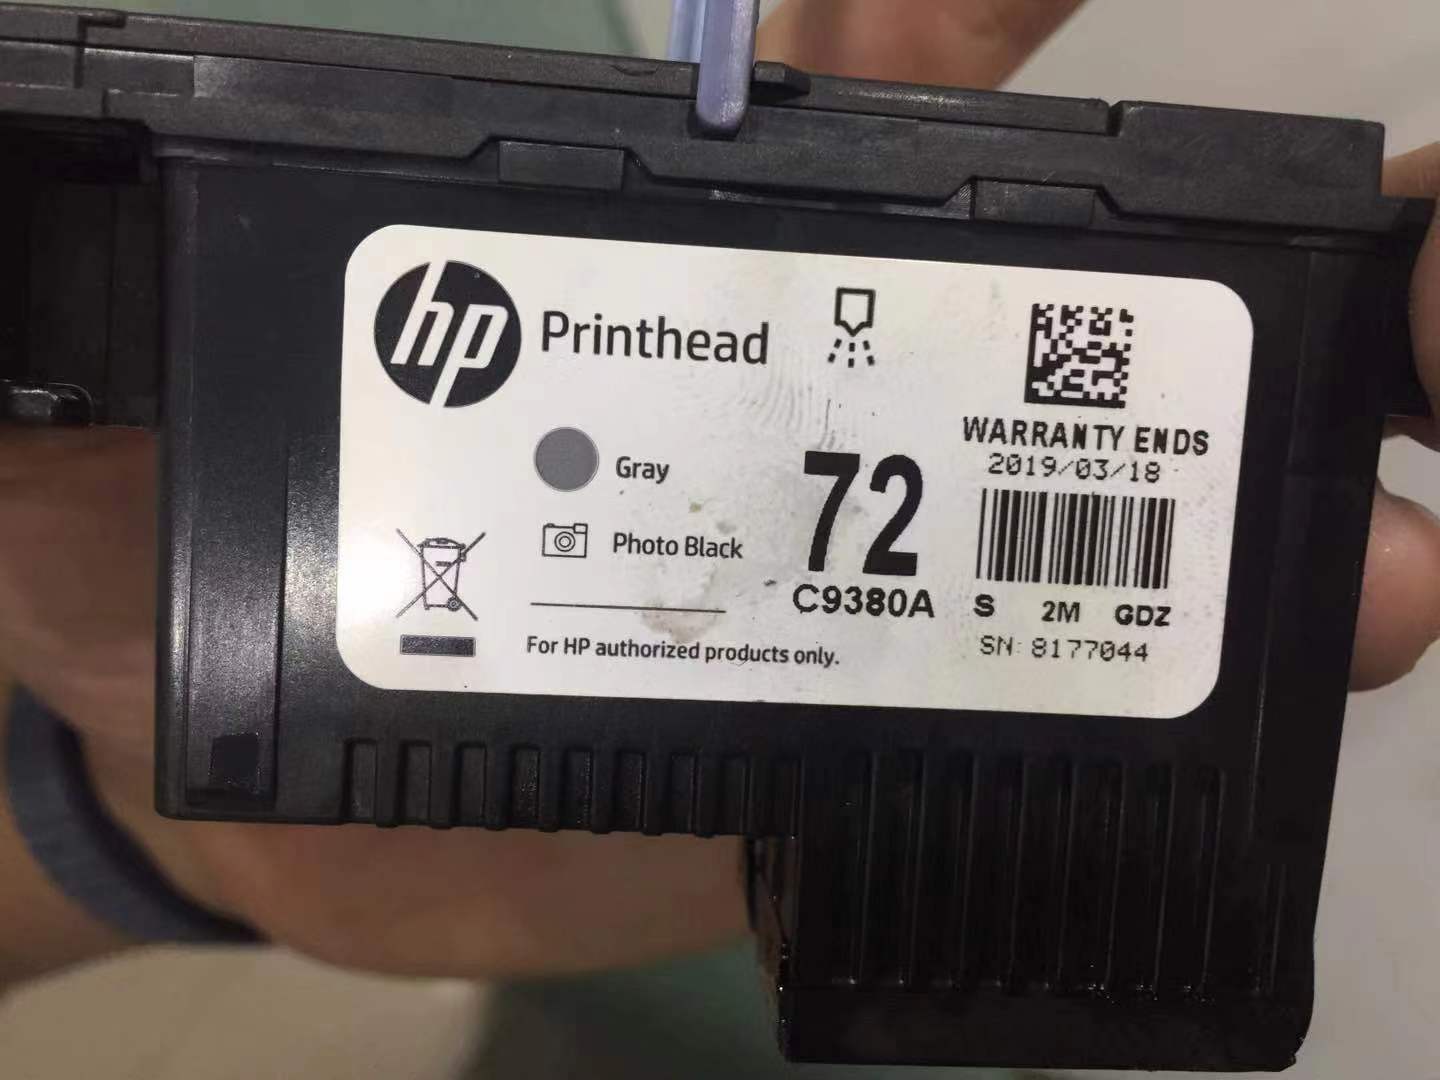 hp Printhead
Gray
Photo Black
72
C9380A
For HP authorized products only.
WARRANTY ENDS
2019/03/18
S 2M GDZ
SN: 8177044